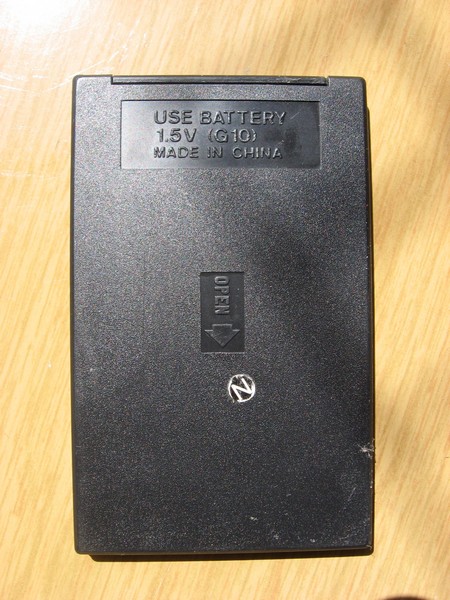 USE BATTERY
1.5V (G10)
MADE IN CHINA
OPEN
N